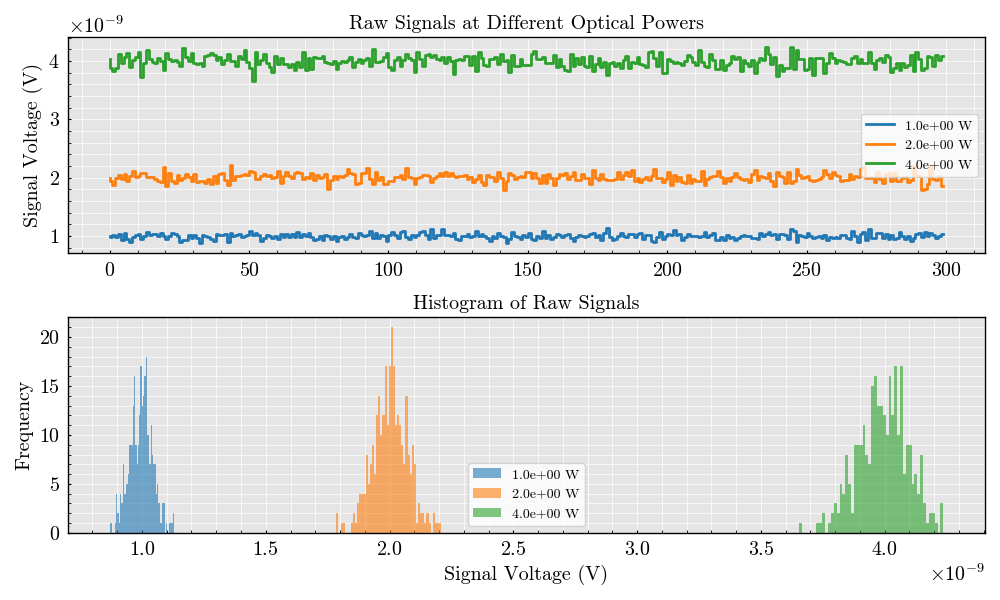 Raw Signals at Different Optical Powers
×10⁻⁹
Signal Voltage (V)
4
3
2
1
1.0e+00 W
2.0e+00 W
4.0e+00 W
0 50 100 150 200 250 300
Histogram of Raw Signals
Frequency
20
15
10
5
0
1.0e+00 W
2.0e+00 W
4.0e+00 W
1.0 1.5 2.0 2.5 3.0 3.5 4.0
Signal Voltage (V)
×10⁻⁹